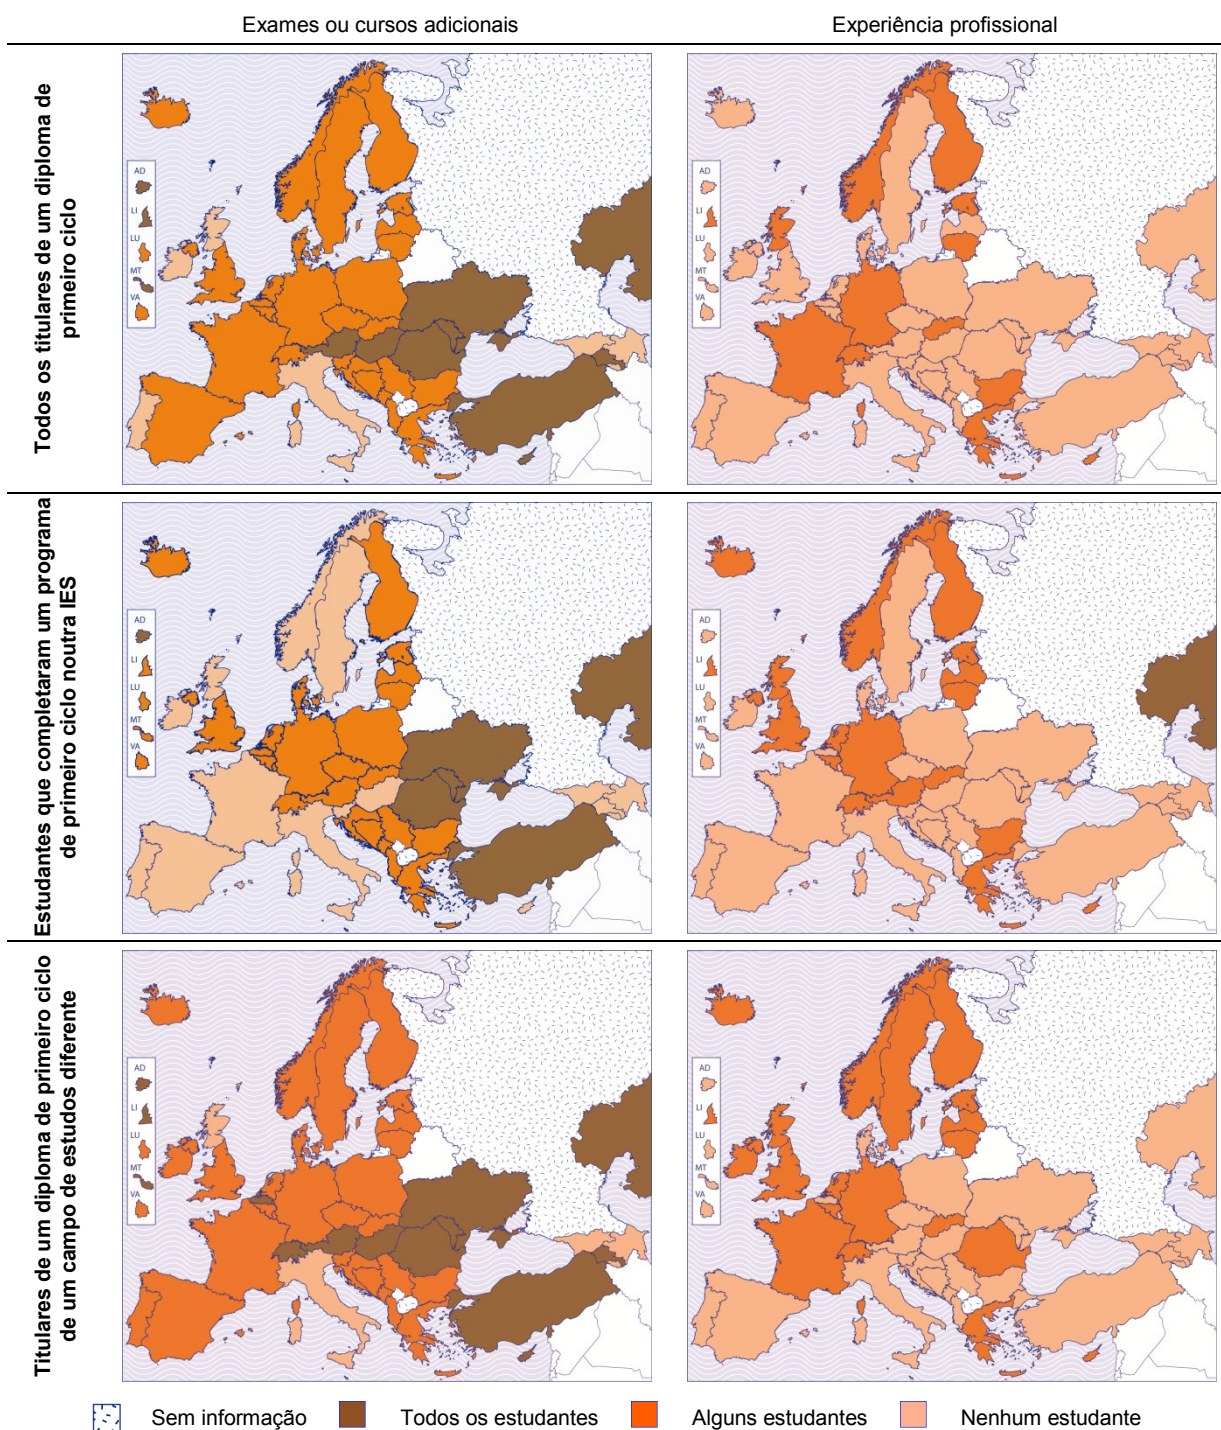 Exames ou cursos adicionais
Experiência profissional
Todos os titulares de um diploma de
primeiro ciclo
AD
LI
LU
MT
VA
AD
LI
LU
MT
VA
Estudantes que completaram um programa
de primeiro ciclo noutra IES
AD
LI
LU
MT
VA
AD
LI
LU
MT
VA
Titulares de um diploma de primeiro ciclo
de um campo de estudos diferente
AD
LI
LU
MT
VA
AD
LI
LU
MT
VA
Sem informação
Todos os estudantes
Alguns estudantes
Nenhum estudante